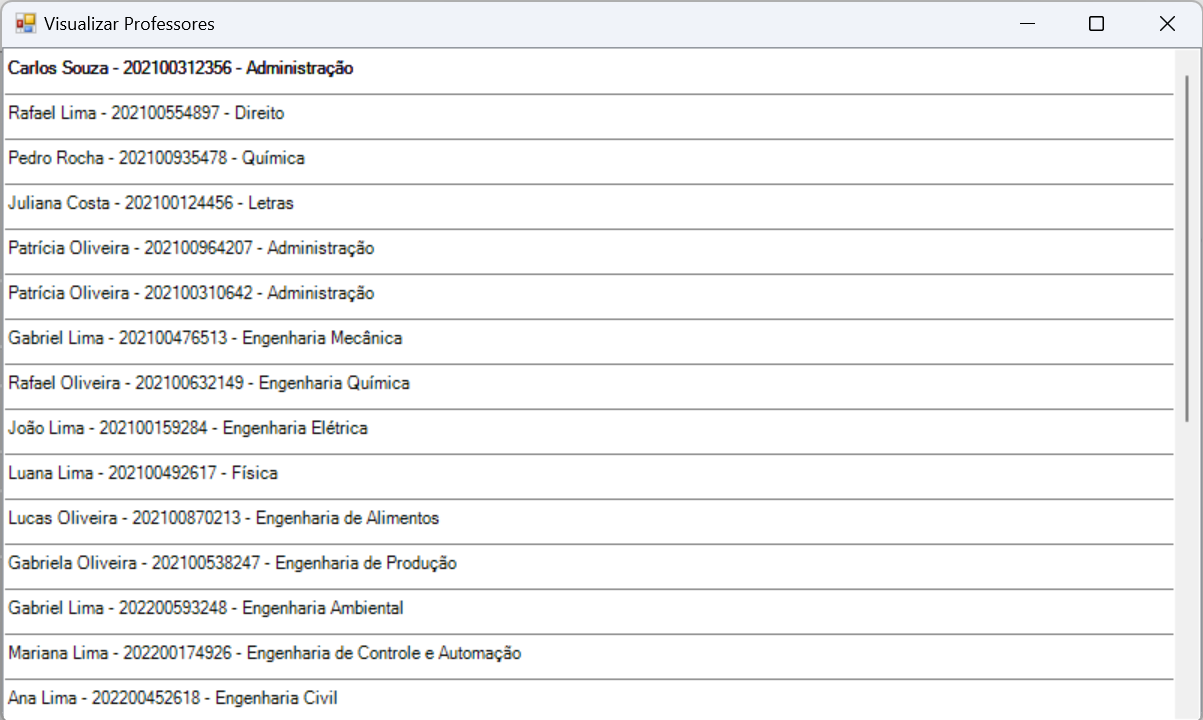 Visualizar Professores
Carlos Souza - 202100312356 - Administração
Rafael Lima - 202100554897 - Direito
Pedro Rocha - 202100935478 - Química
Juliana Costa - 202100124456 - Letras
Patrícia Oliveira - 202100964207 - Administração
Patrícia Oliveira - 202100310642 - Administração
Gabriel Lima - 202100476513 - Engenharia Mecânica
Rafael Oliveira - 202100632149 - Engenharia Química
João Lima - 202100159284 - Engenharia Elétrica
Luana Lima - 202100492617 - Física
Lucas Oliveira - 202100870213 - Engenharia de Alimentos
Gabriela Oliveira - 202100538247 - Engenharia de Produção
Gabriel Lima - 202200593248 - Engenharia Ambiental
Mariana Lima - 202200174926 - Engenharia de Controle e Automação
Ana Lima - 202200452618 - Engenharia Civil